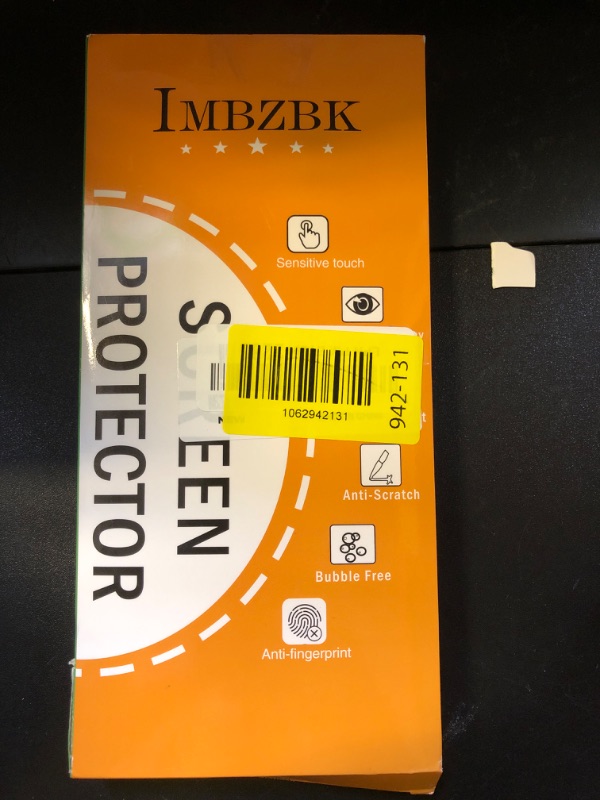 IMBZBK
Sensitive touch
SCREEN
PROTECTOR
942-131
1062942131
Anti-Scratch
Bubble Free
Anti-fingerprint